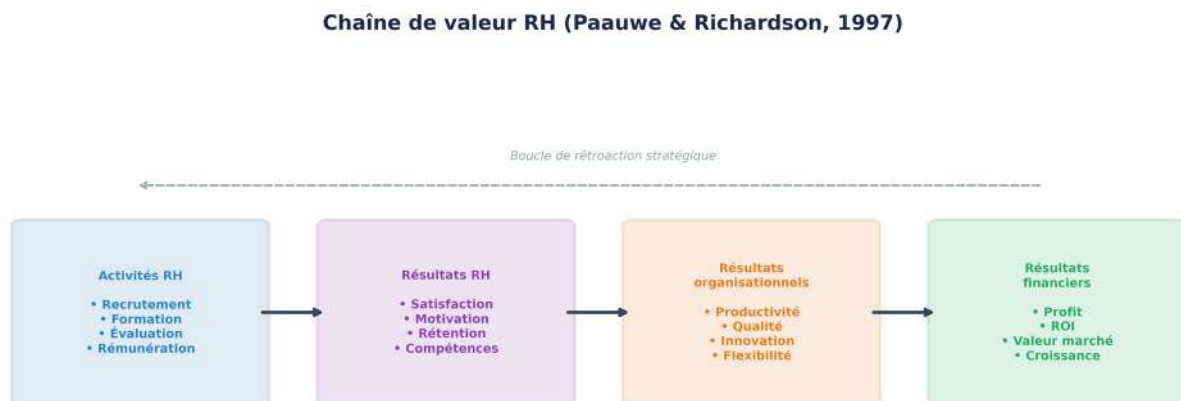 Chaîne de valeur RH (Paauwe & Richardson, 1997)
Boucle de rétroaction stratégique
Activités RH
• Recrutement
• Formation
• Évaluation
• Rémunération
Résultats RH
• Satisfaction
• Motivation
• Rétention
• Compétences
Résultats
organisationnels
• Productivité
• Qualité
• Innovation
• Flexibilité
Résultats
financiers
• Profit
• ROI
• Valeur marché
• Croissance